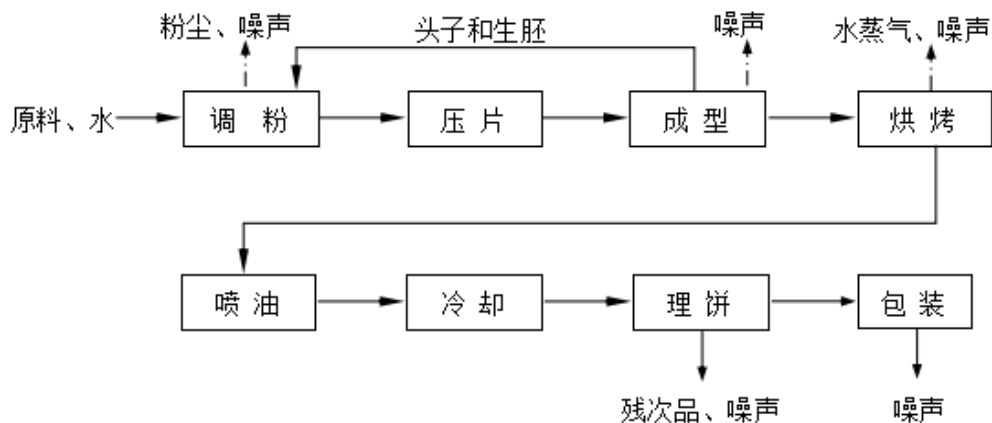 粉尘、噪声
头子和生胚
噪声
水蒸气、噪声
原料、水
调 粉
压 片
成 型
烘 烤
喷 油
冷 却
理 饼
包 装
残次品、噪声
噪声